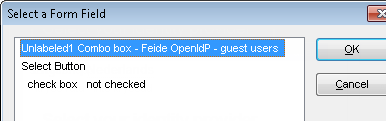 Select a Form Field
Unlabeled1 Combo box - Feide OpenIdP - guest users
OK
Select Button
Cancel
check box   not checked